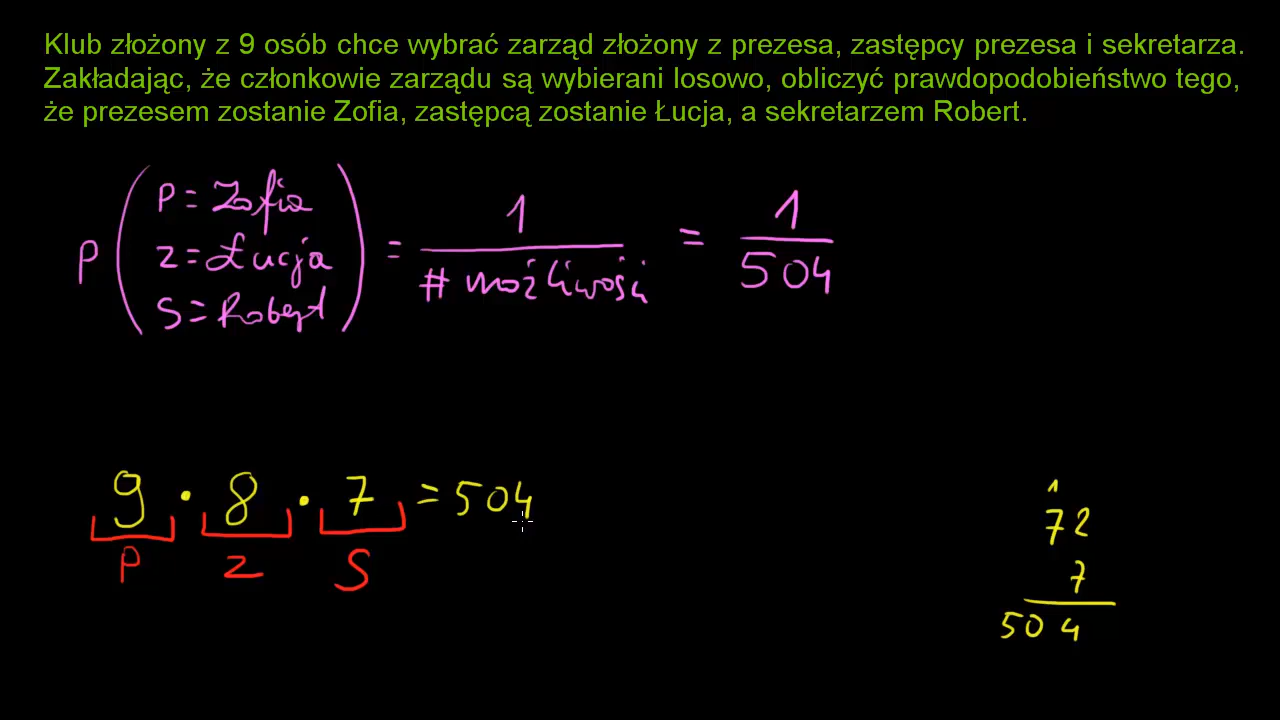 Klub złożony z 9 osób chce wybrać zarząd złożony z prezesa, zastępcy prezesa i sekretarza.
Zakładając, że członkowie zarządu są wybierani losowo, obliczyć prawdopodobieństwo tego,
że prezesem zostanie Zofia, zastępcą zostanie Łucja, a sekretarzem Robert.
P = Zofia
P ( Z = Łucja ) = 1 / # możliwości = 1 / 504
S = Robert
9 · 8 · 7 = 504
P Z S
1
72
7
504